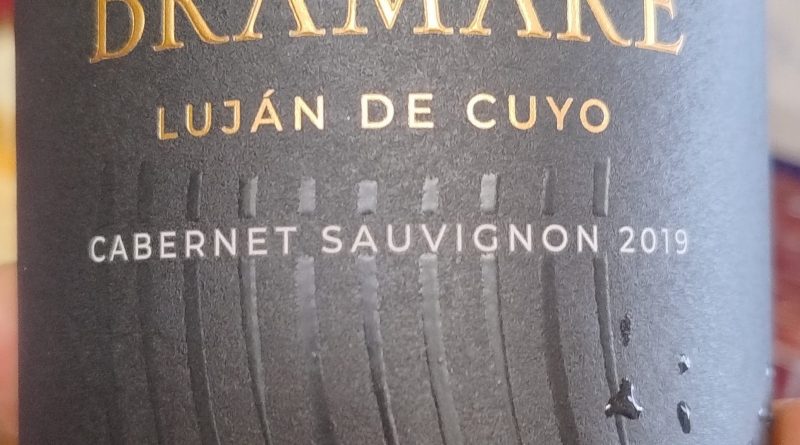 BRAMARE
LUJÁN DE CUYO
CABERNET SAUVIGNON 2019